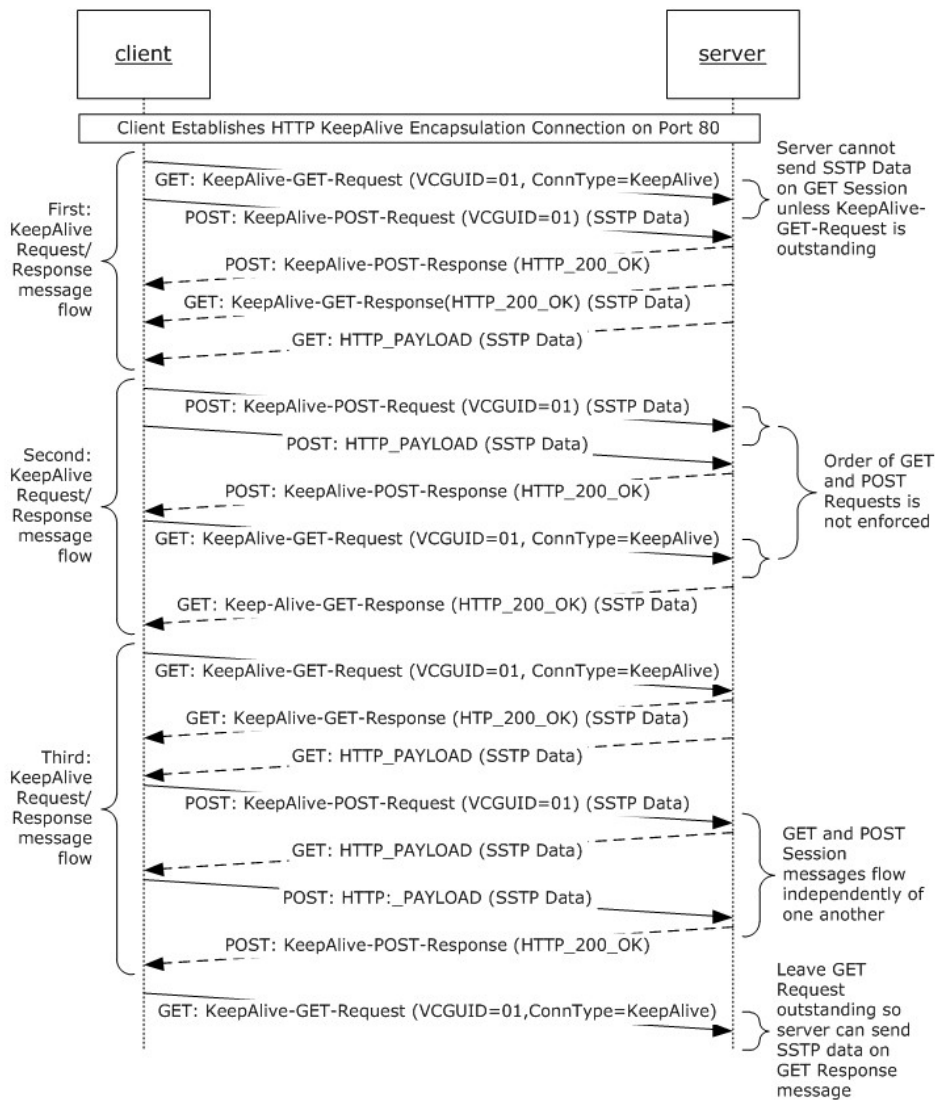 client
server
Client Establishes HTTP KeepAlive Encapsulation Connection on Port 80
First:
KeepAlive
Request/
Response
message
flow
GET: KeepAlive-GET-Request (VCGUID=01, ConnType=KeepAlive)
POST: KeepAlive-POST-Request (VCGUID=01) (SSTP Data)
POST: KeepAlive-POST-Response (HTTP_200_OK)
GET: KeepAlive-GET-Response(HTTP_200_OK) (SSTP Data)
GET: HTTP_PAYLOAD (SSTP Data)
Server cannot
send SSTP Data
on GET Session
unless KeepAlive-
GET-Request is
outstanding
Second:
KeepAlive
Request/
Response
message
flow
POST: KeepAlive-POST-Request (VCGUID=01) (SSTP Data)
POST: HTTP_PAYLOAD (SSTP Data)
POST: KeepAlive-POST-Response (HTTP_200_OK)
GET: KeepAlive-GET-Request (VCGUID=01, ConnType=KeepAlive)
GET: Keep-Alive-GET-Response (HTTP_200_OK) (SSTP Data)
Order of GET
and POST
Requests is
not enforced
Third:
KeepAlive
Request/
Response
message
flow
GET: KeepAlive-GET-Request (VCGUID=01, ConnType=KeepAlive)
GET: KeepAlive-GET-Response (HTP_200_OK) (SSTP Data)
GET: HTTP_PAYLOAD (SSTP Data)
POST: KeepAlive-POST-Request (VCGUID=01) (SSTP Data)
GET: HTTP_PAYLOAD (SSTP Data)
POST: HTTP:_PAYLOAD (SSTP Data)
POST: KeepAlive-POST-Response (HTTP_200_OK)
GET and POST
Session
messages flow
independently of
one another
GET: KeepAlive-GET-Request (VCGUID=01,ConnType=KeepAlive)
Leave GET
Request
outstanding so
server can send
SSTP data on
GET Response
message